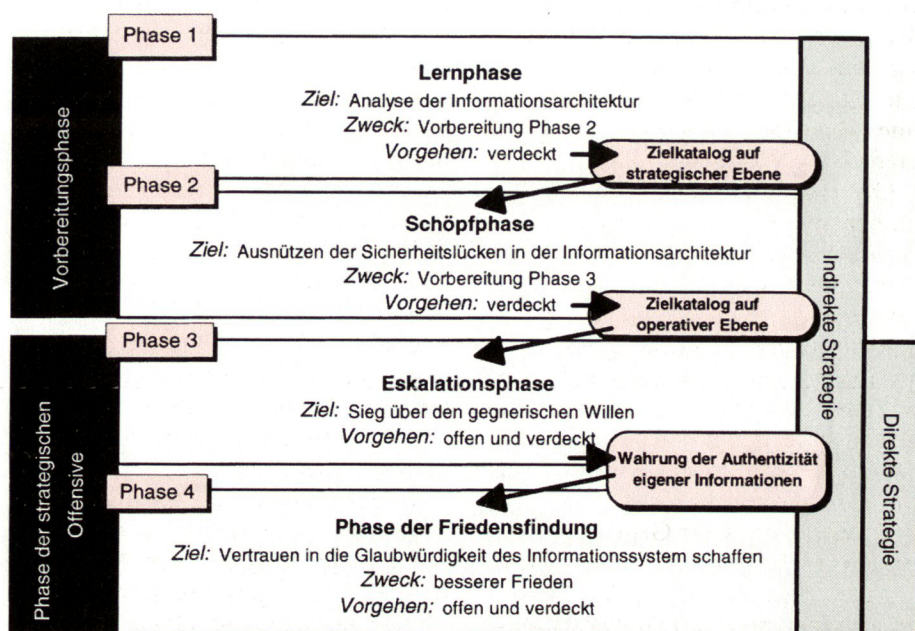 Phase 1
Vorbereitungsphase
Lernphase
Ziel: Analyse der Informationsarchitektur
Zweck: Vorbereitung Phase 2
Vorgehen: verdeckt
Zielkatalog auf
strategischer Ebene
Phase 2
Schöpfphase
Ziel: Ausnützen der Sicherheitslücken in der Informationsarchitektur
Zweck: Vorbereitung Phase 3
Vorgehen: verdeckt
Zielkatalog auf
operativer Ebene
Indirekte Strategie
Phase 3
Phase der strategischen
Offensive
Eskalationsphase
Ziel: Sieg über den gegnerischen Willen
Vorgehen: offen und verdeckt
Wahrung der Authentizität
eigener Informationen
Direkte Strategie
Phase 4
Phase der Friedensfindung
Ziel: Vertrauen in die Glaubwürdigkeit des Informationssystem schaffen
Zweck: besserer Frieden
Vorgehen: offen und verdeckt